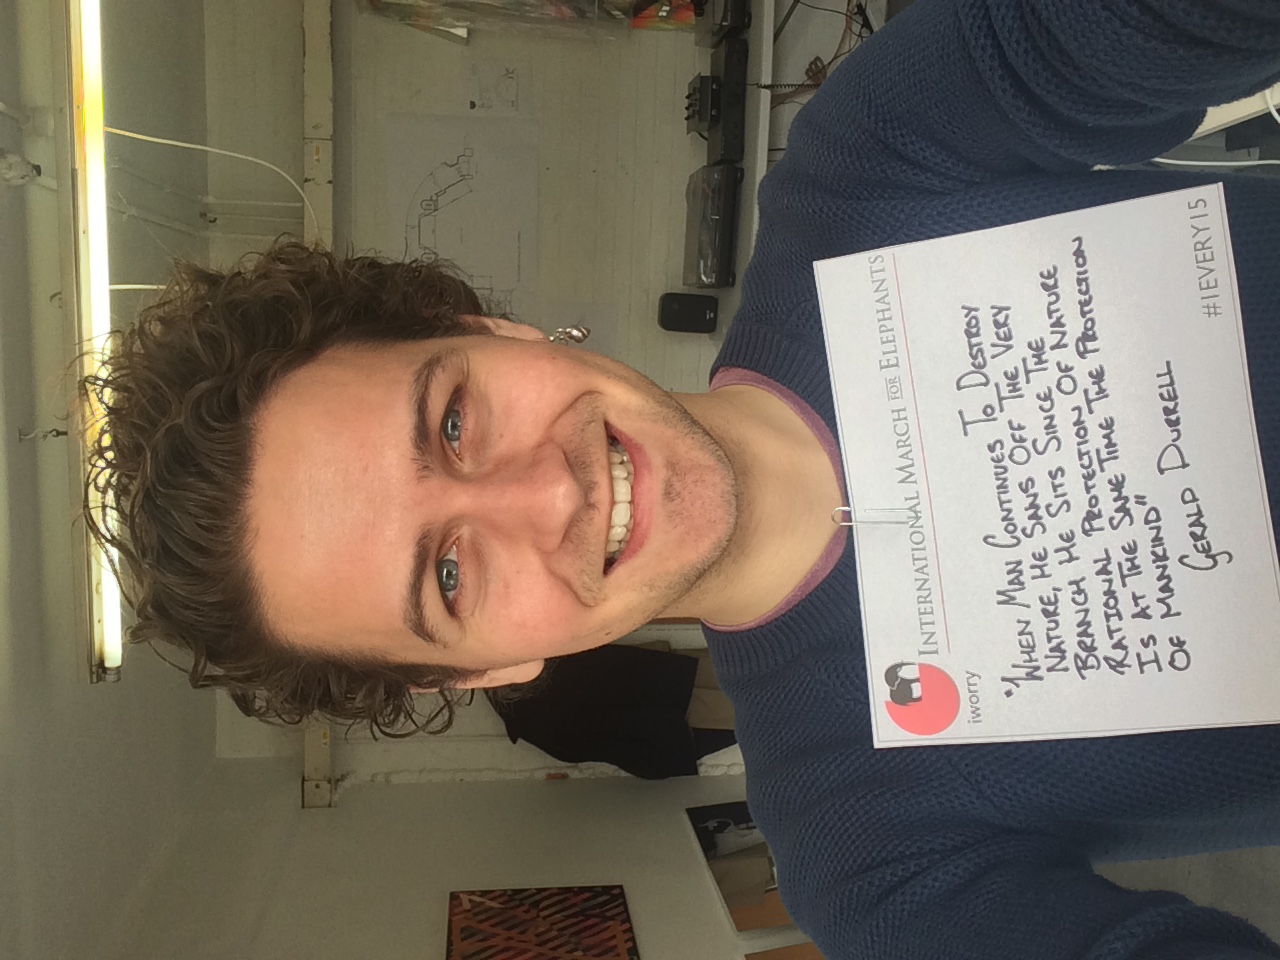 INTERNATIONAL MARCH FOR ELEPHANTS
iworry
"WHEN MAN CONTINUES TO DESTROY
NATURE, HE SAWS OFF THE VERY
BRANCH HE SITS SINCE THE
RATIONAL PROTECTION OF NATURE
IS AT THE SAME TIME THE PROTECTION
OF MANKIND"
GERALD DURRELL
#1EVERY15